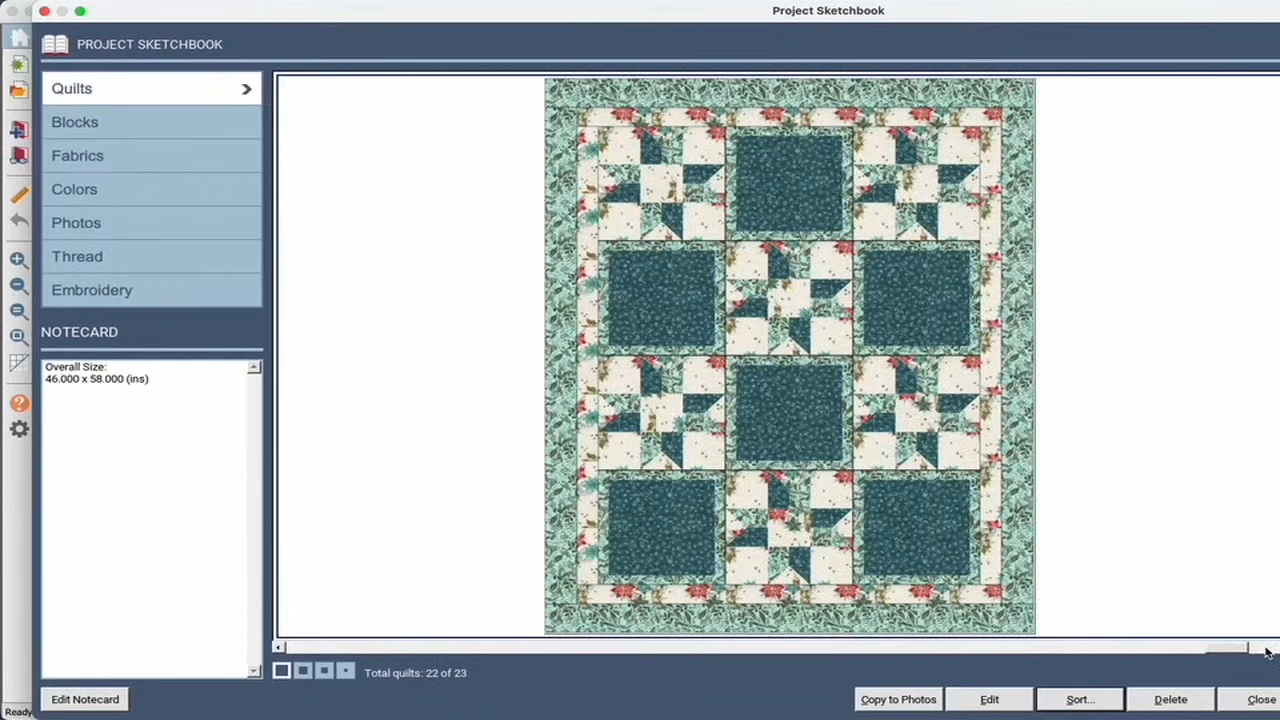 Project Sketchbook
PROJECT SKETCHBOOK
Quilts
Blocks
Fabrics
Colors
Photos
Thread
Embroidery
NOTECARD
Overall Size:
46.000 x 58.000 (ins)
Total quilts: 22 of 23
Edit Notecard
Copy to Photos
Edit
Sort...
Delete
Close
Ready